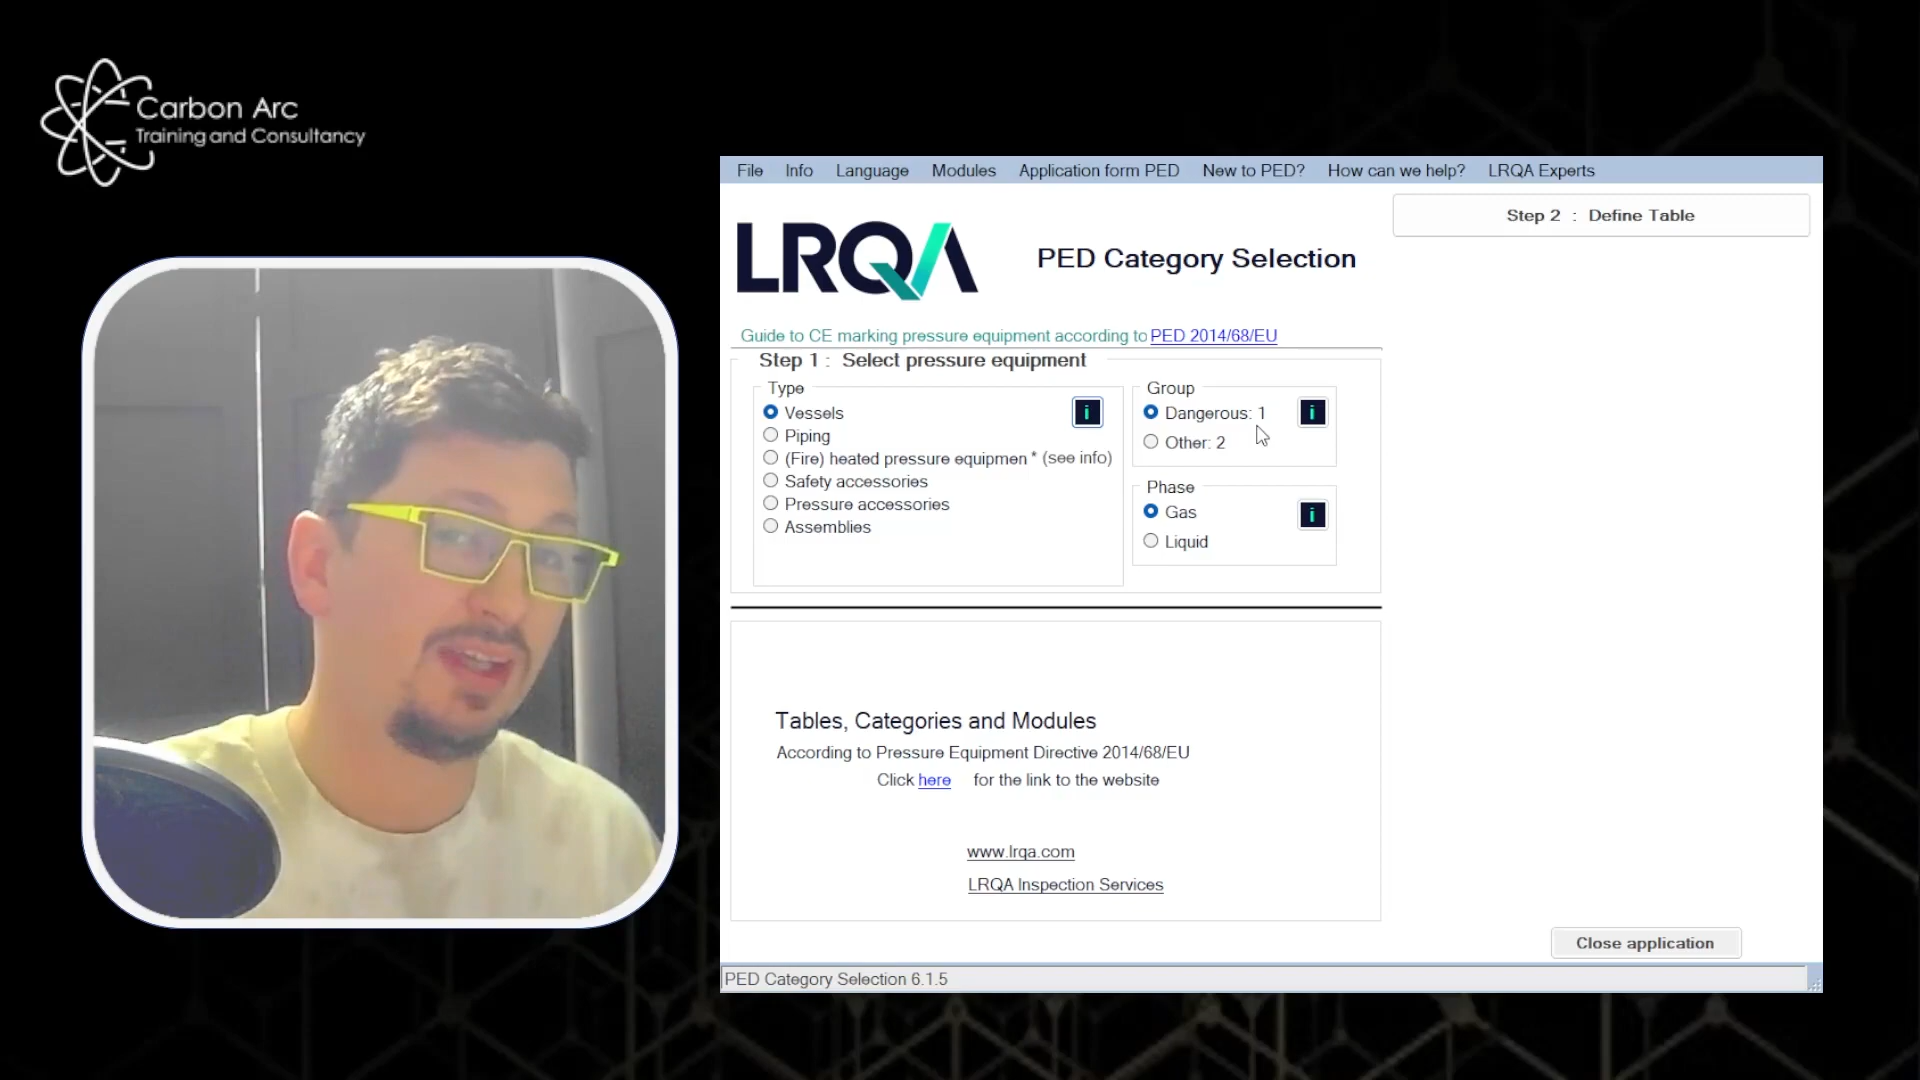 Carbon Arc
Training and Consultancy
File Info Language Modules Application form PED New to PED? How can we help? LRQA Experts
LRQA
PED Category Selection
Step 2 : Define Table
Guide to CE marking pressure equipment according to PED 2014/68/EU
Step 1 : Select pressure equipment
Type
Vessels
i
Piping
(Fire) heated pressure equipmen * (see info)
Safety accessories
Pressure accessories
Assemblies
Group
Dangerous: 1
i
Other: 2
Phase
Gas
i
Liquid
Tables, Categories and Modules
According to Pressure Equipment Directive 2014/68/EU
Click here for the link to the website
www.lrqa.com
LRQA Inspection Services
Close application
PED Category Selection 6.1.5